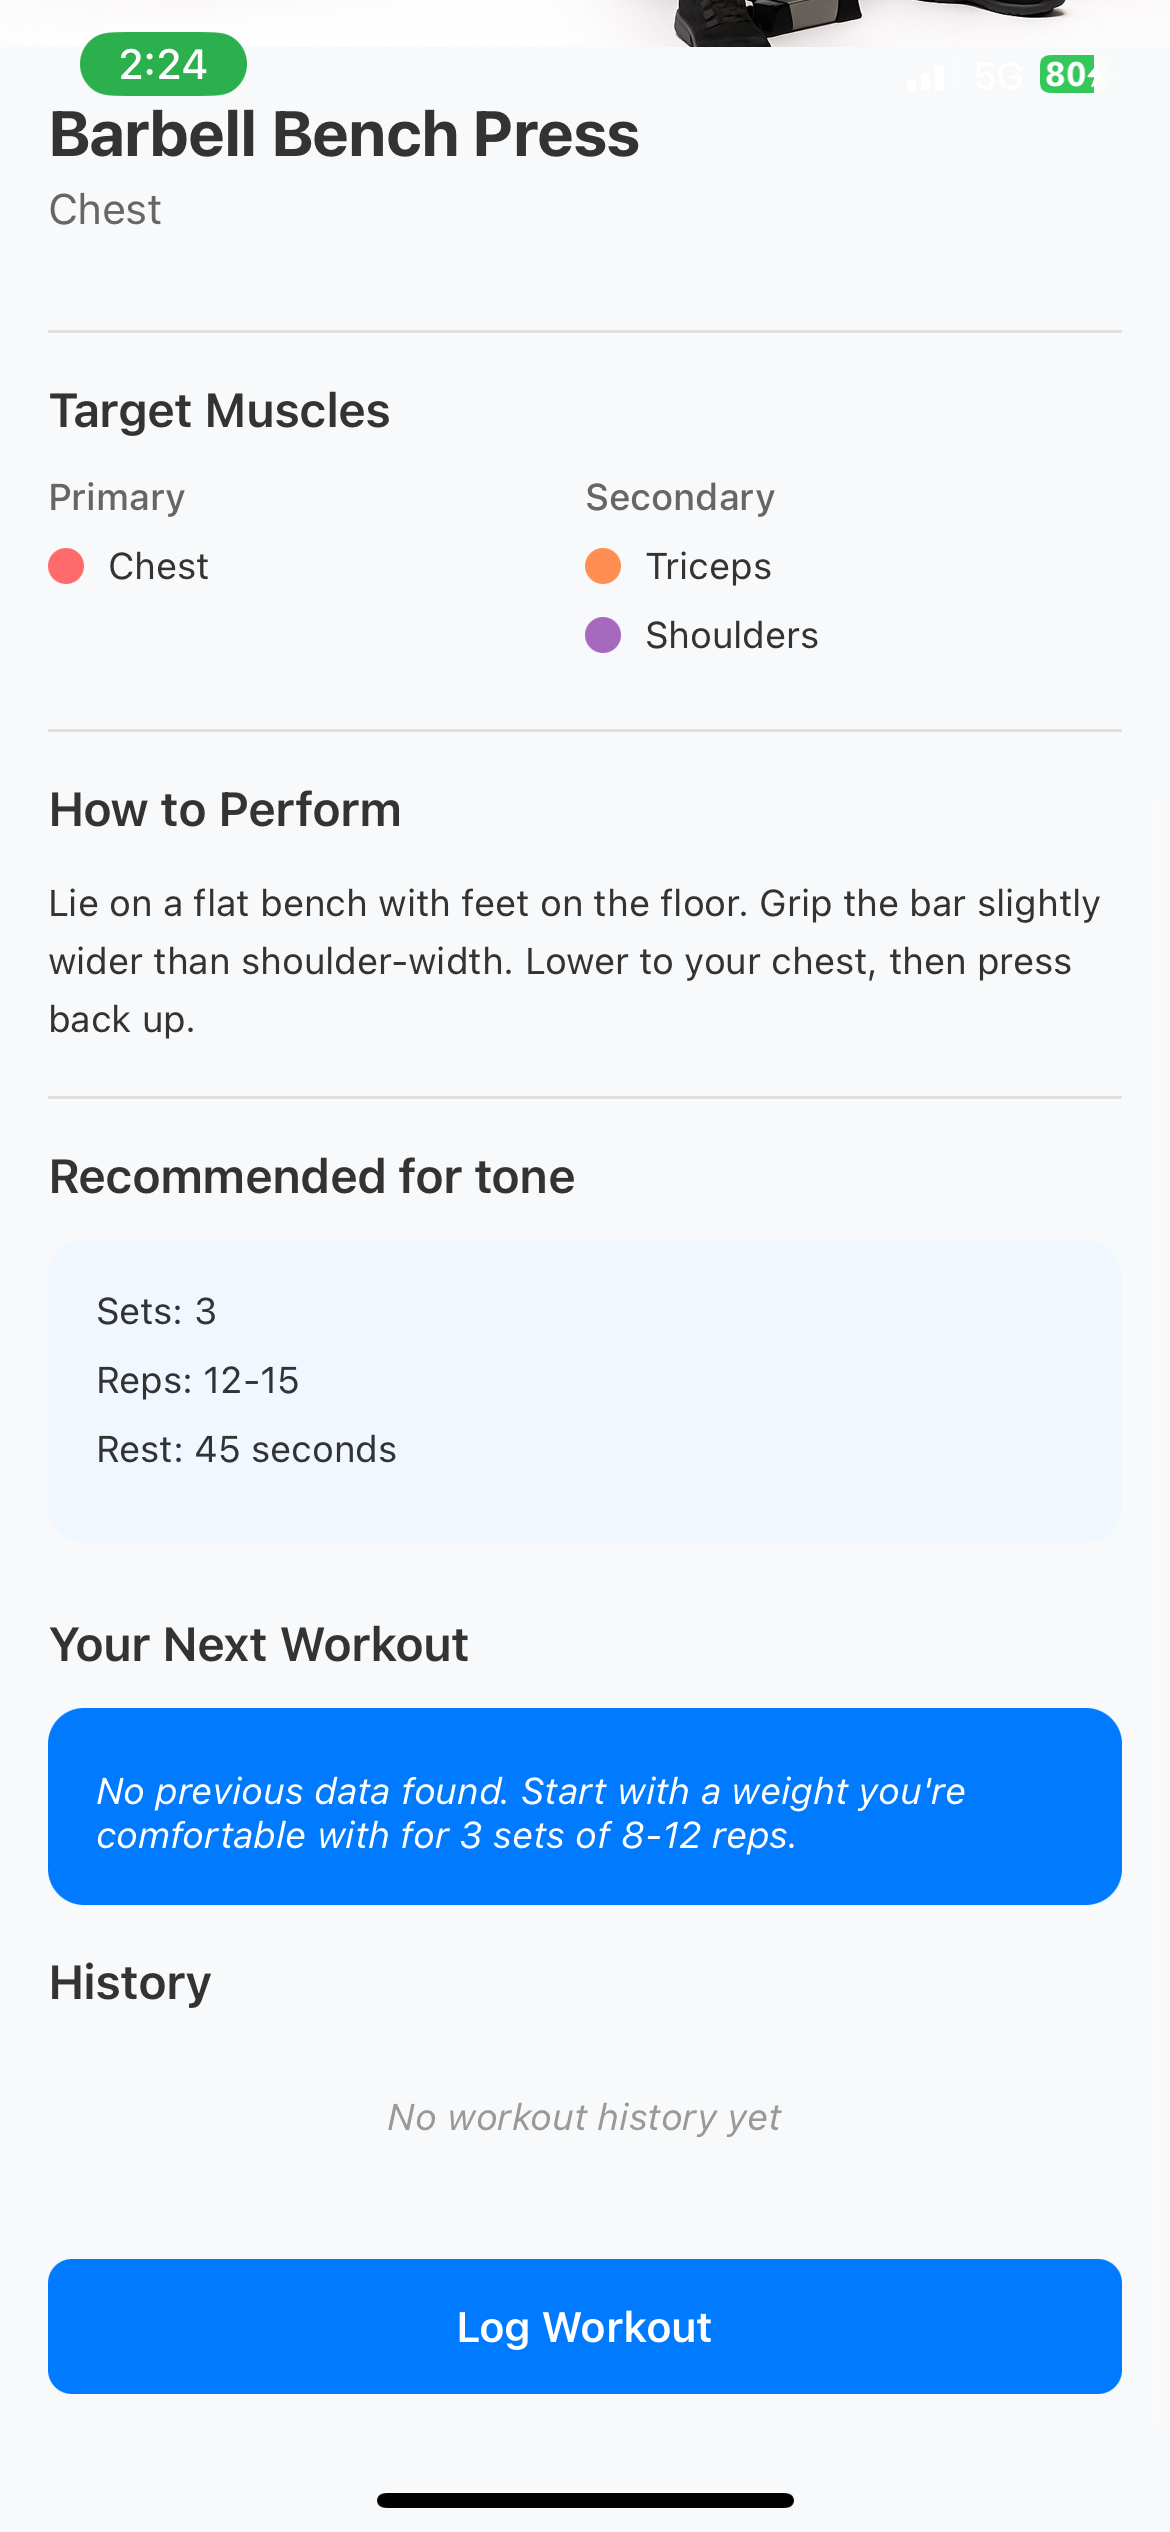 2:24
5G
80
Barbell Bench Press
Chest
Target Muscles
Primary
Secondary
Chest
Triceps
Shoulders
How to Perform
Lie on a flat bench with feet on the floor. Grip the bar slightly
wider than shoulder-width. Lower to your chest, then press
back up.
Recommended for tone
Sets: 3
Reps: 12-15
Rest: 45 seconds
Your Next Workout
No previous data found. Start with a weight you're
comfortable with for 3 sets of 8-12 reps.
History
No workout history yet
Log Workout